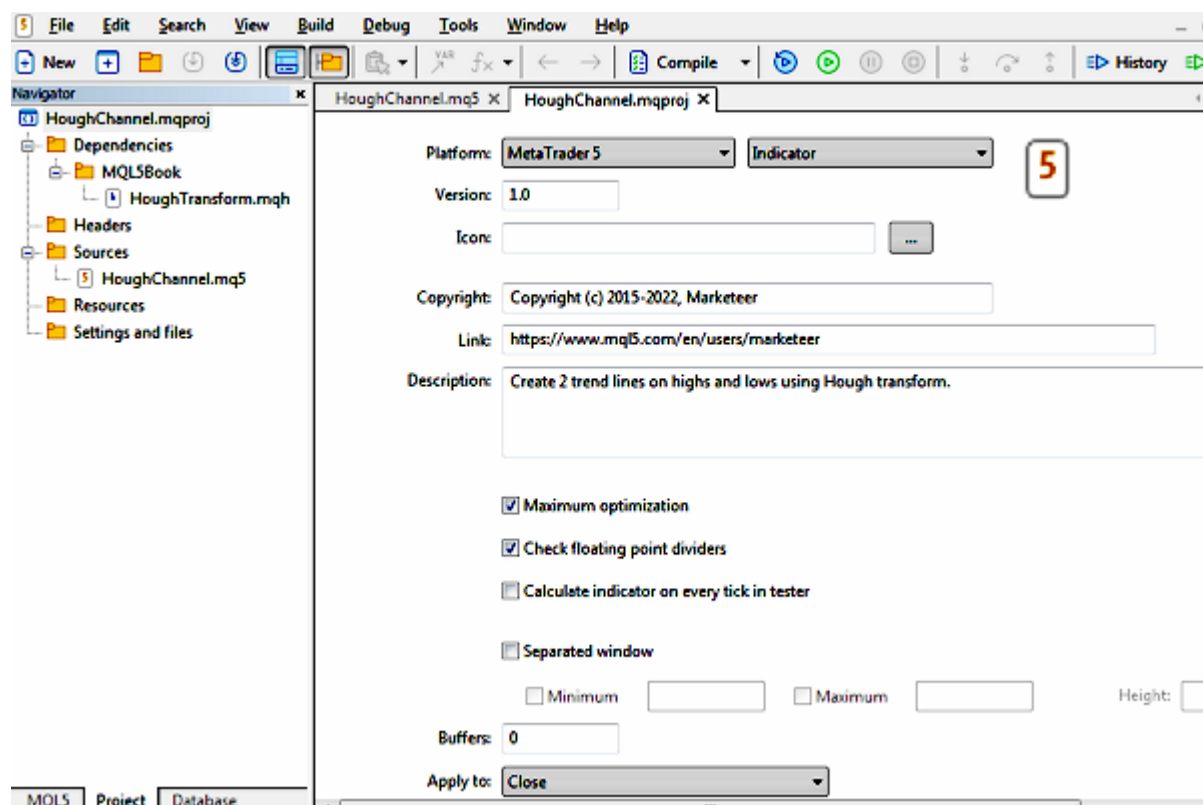 5 File Edit Search View Build Debug Tools Window Help
New VAR fx Compile History
Navigator
HoughChannel.mq5 HoughChannel.mqproj
HoughChannel.mqproj
Dependencies
MQL5Book
HoughTransform.mqh
Headers
Sources
5 HoughChannel.mq5
Resources
Settings and files
MQL5 Project Database
Platform: MetaTrader 5 Indicator 5
Version: 1.0
Icon: ...
Copyright: Copyright (c) 2015-2022, Marketeer
Link: https://www.mql5.com/en/users/marketeer
Description: Create 2 trend lines on highs and lows using Hough transform.
Maximum optimization
Check floating point dividers
Calculate indicator on every tick in tester
Separated window
Minimum Maximum Height:
Buffers: 0
Apply to: Close